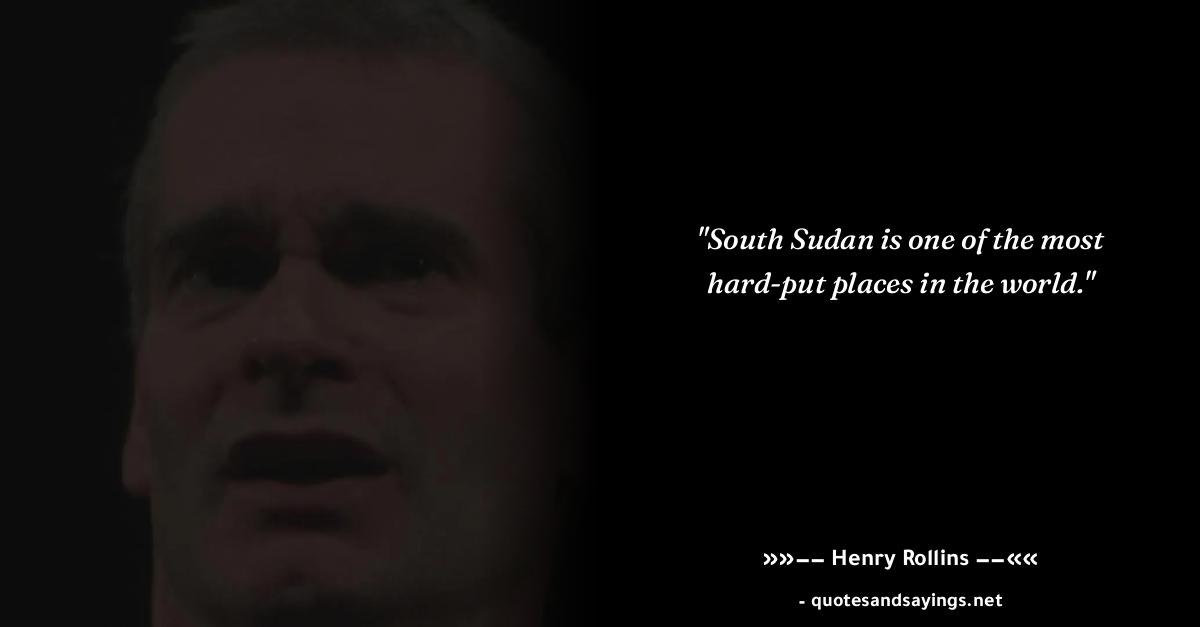 "South Sudan is one of the most
hard-put places in the world."
»»−− Henry Rollins −−««
- quotesandsayings.net